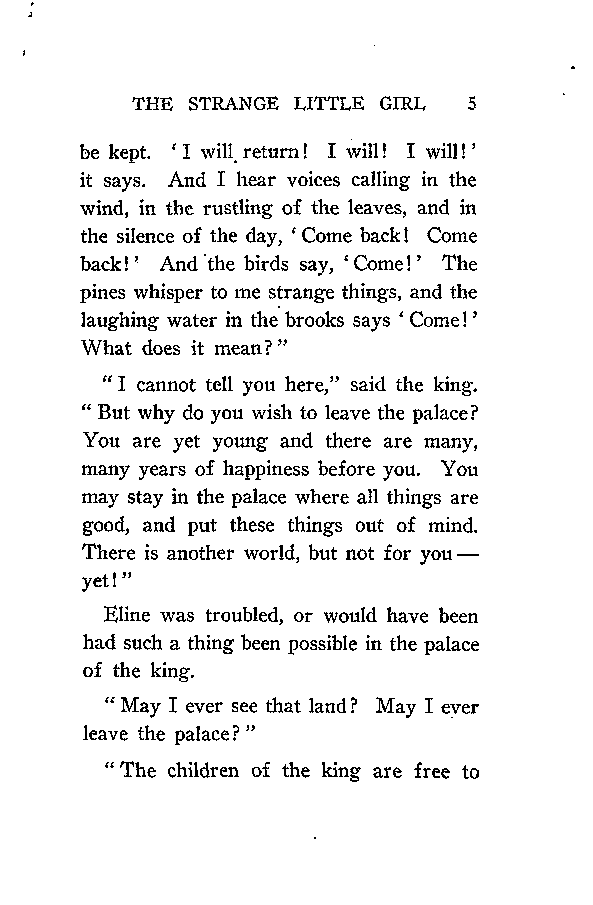 THE STRANGE LITTLE GIRL 5
be kept. ‘I will return! I will! I will!’
it says. And I hear voices calling in the
wind, in the rustling of the leaves, and in
the silence of the day, ‘Come back! Come
back!’ And the birds say, ‘Come!’ The
pines whisper to me strange things, and the
laughing water in the brooks says ‘Come!’
What does it mean?”
“I cannot tell you here,” said the king.
“But why do you wish to leave the palace?
You are yet young and there are many,
many years of happiness before you. You
may stay in the palace where all things are
good, and put these things out of mind.
There is another world, but not for you—
yet!”
Eline was troubled, or would have been
had such a thing been possible in the palace
of the king.
“May I ever see that land? May I ever
leave the palace?”
“The children of the king are free to